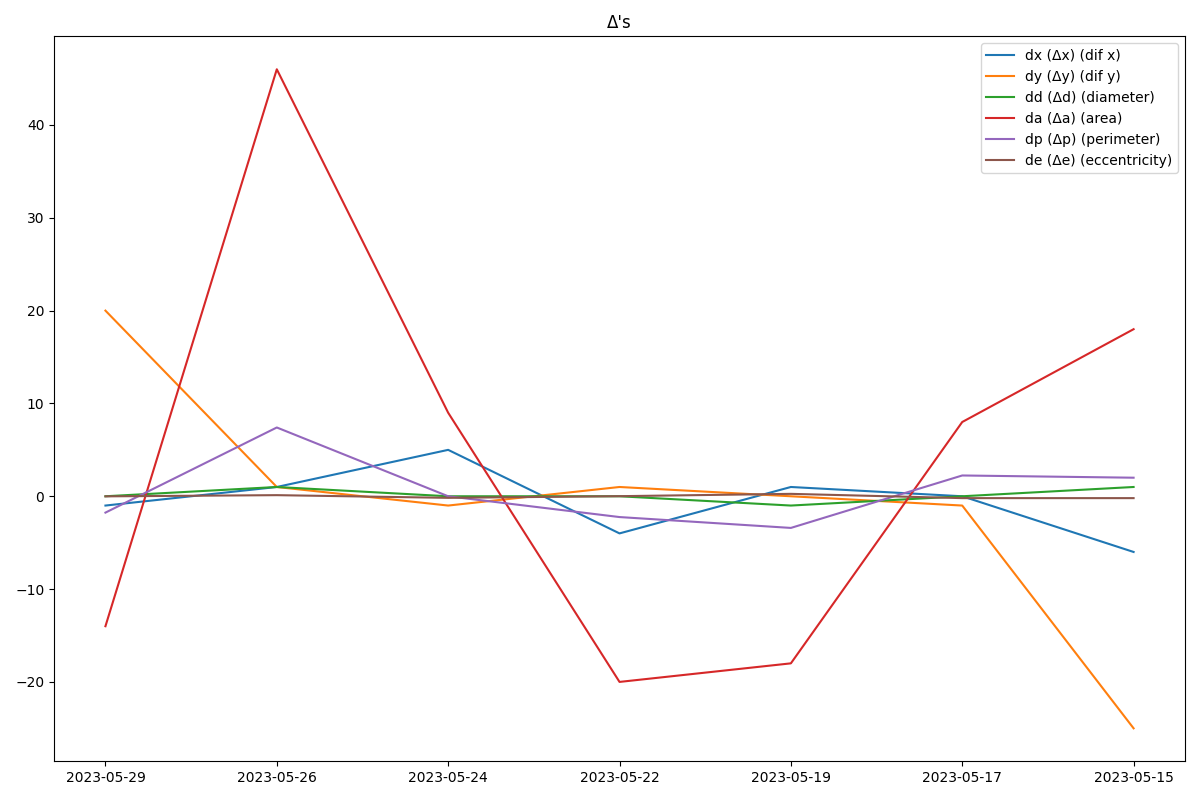 Δ's
dx (Δx) (dif x)
dy (Δy) (dif y)
dd (Δd) (diameter)
da (Δa) (area)
dp (Δp) (perimeter)
de (Δe) (eccentricity)
40
30
20
10
0
−10
−20
2023-05-29 2023-05-26 2023-05-24 2023-05-22 2023-05-19 2023-05-17 2023-05-15